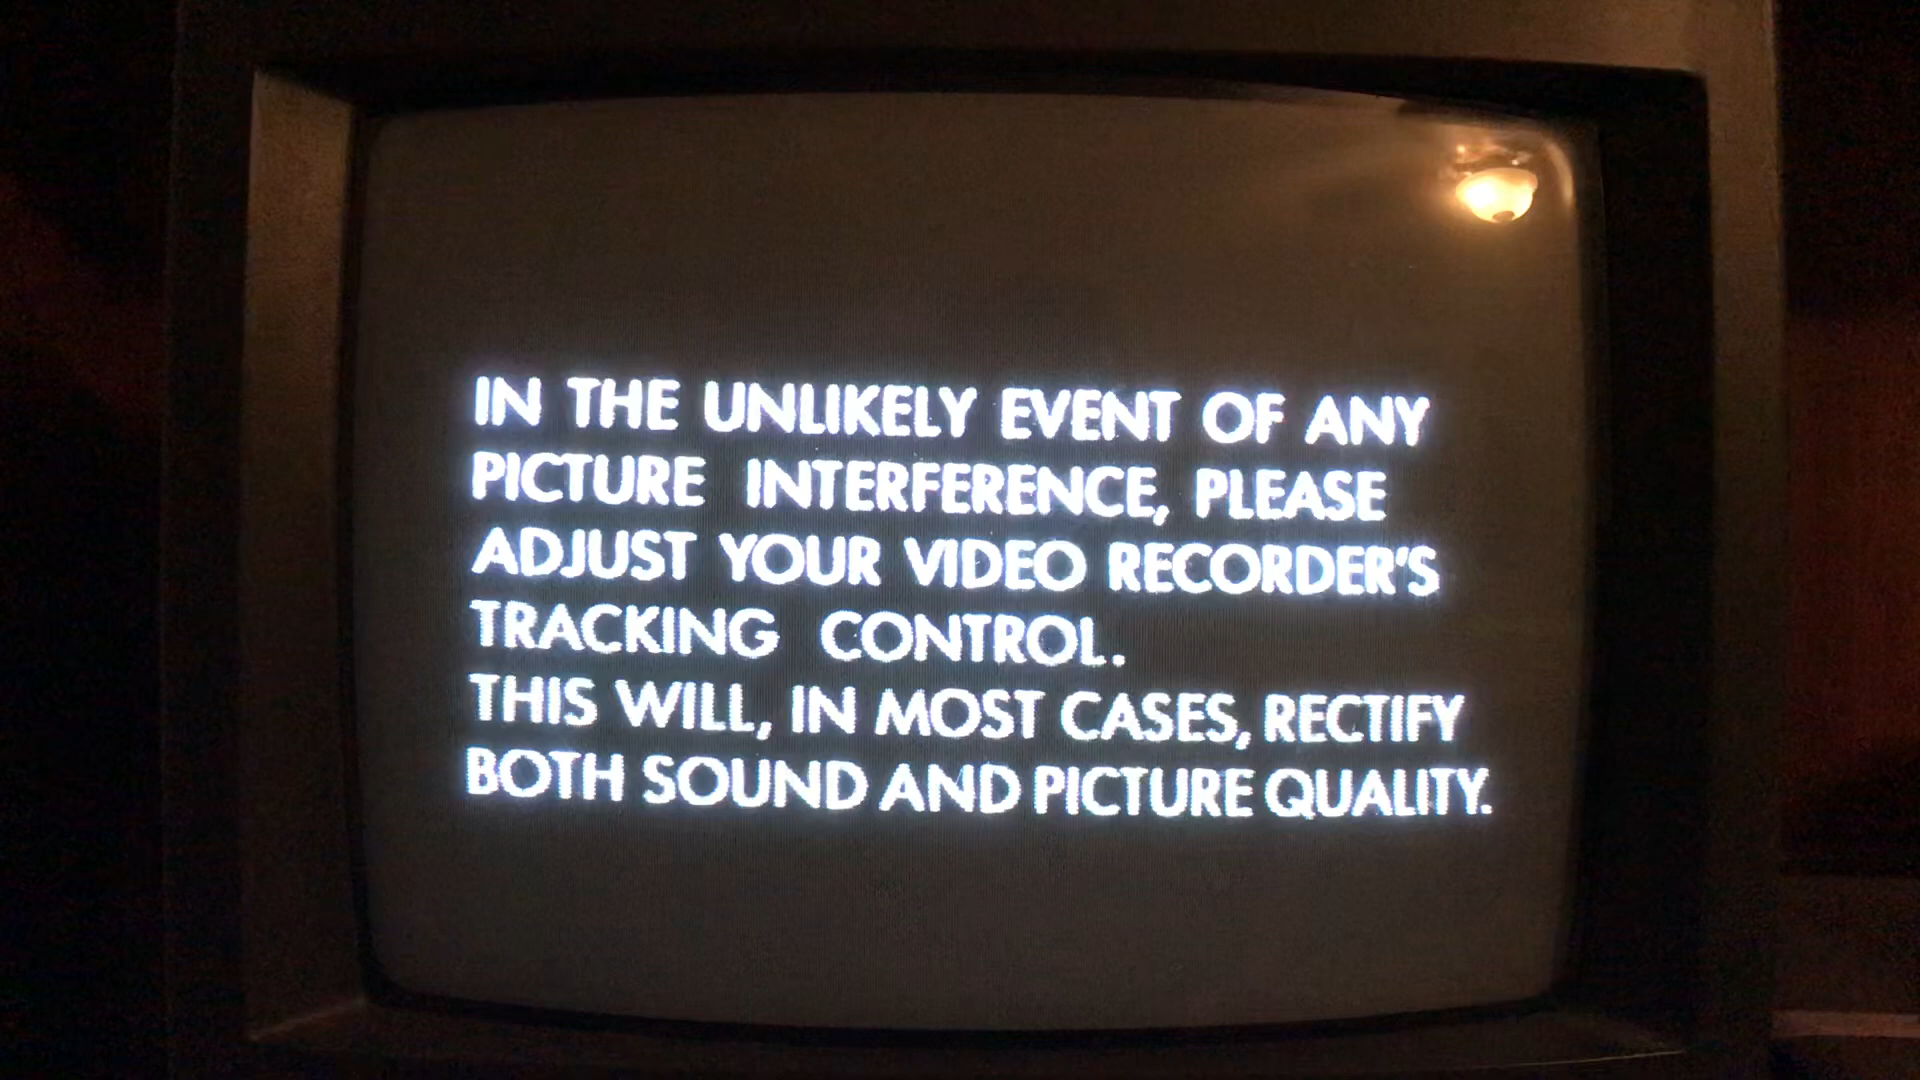 IN THE UNLIKELY EVENT OF ANY
PICTURE INTERFERENCE, PLEASE
ADJUST YOUR VIDEO RECORDER'S
TRACKING CONTROL.
THIS WILL, IN MOST CASES, RECTIFY
BOTH SOUND AND PICTURE QUALITY.